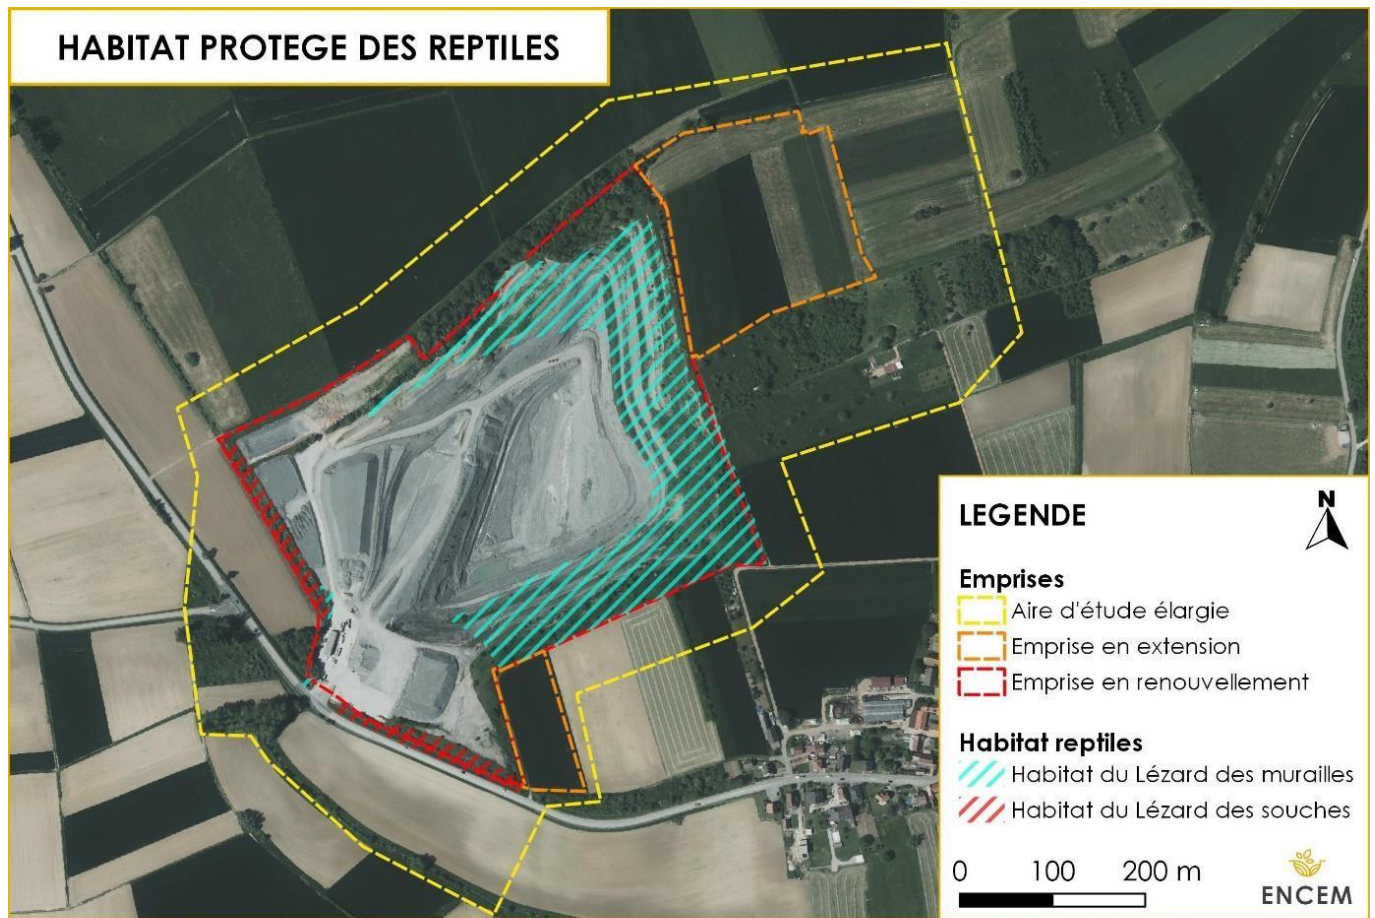 HABITAT PROTEGE DES REPTILES
LEGENDE
N
Emprises
Aire d'étude élargie
Emprise en extension
Emprise en renouvellement
Habitat reptiles
Habitat du Lézard des murailles
Habitat du Lézard des souches
0 100 200 m
ENCEM